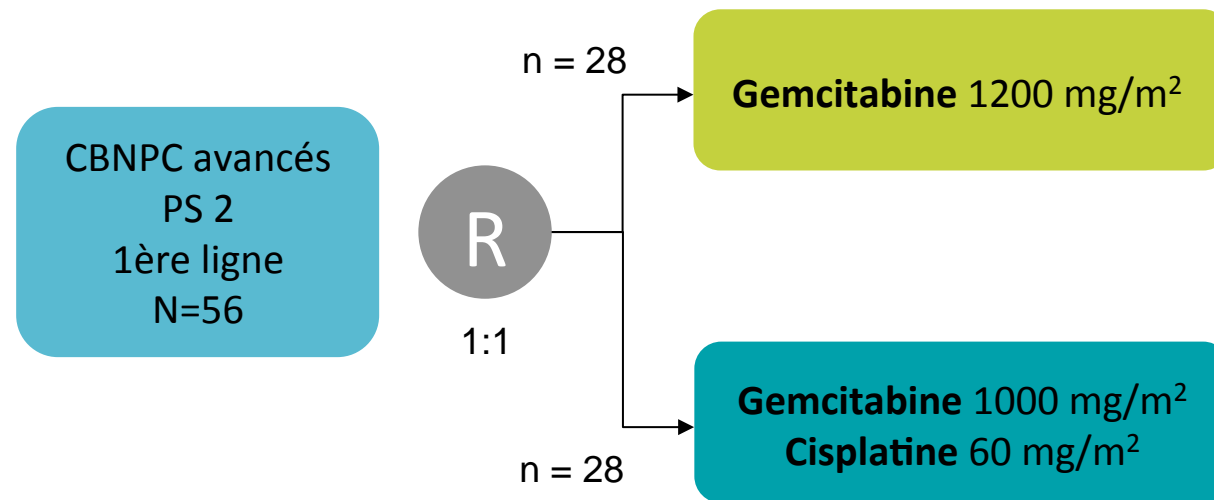 CBNPC avancés
PS 2
1ère ligne
N=56
R
1:1
n = 28
Gemcitabine 1200 mg/m²
n = 28
Gemcitabine 1000 mg/m²
Cisplatine 60 mg/m²